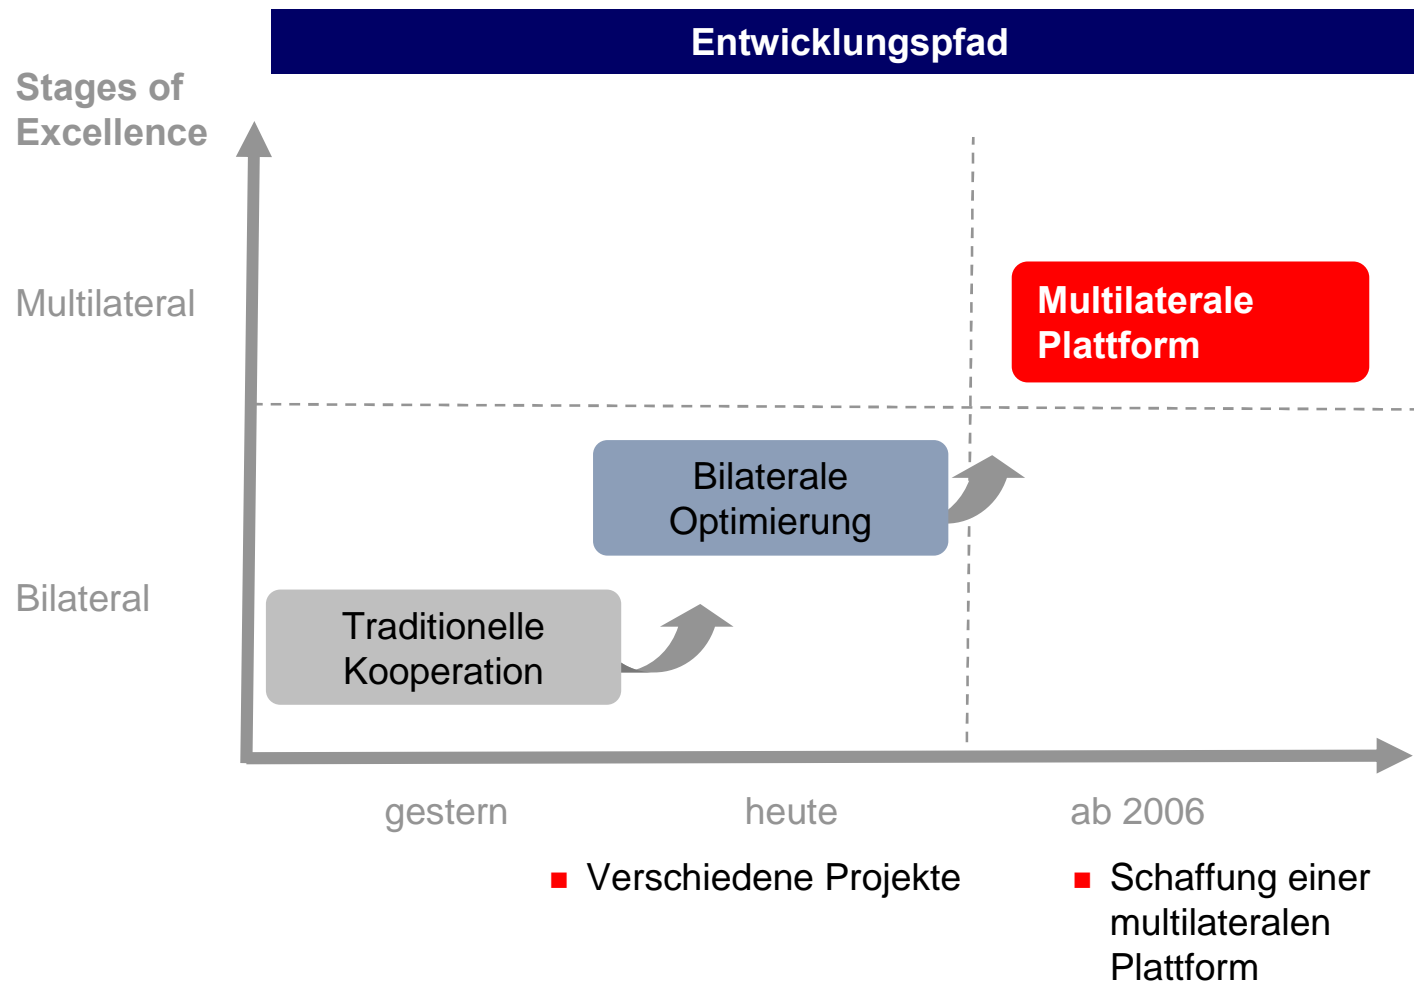 Entwicklungspfad
Stages of
Excellence
Multilateral
Multilaterale
Plattform
Bilaterale
Optimierung
Bilateral
Traditionelle
Kooperation
gestern
heute
ab 2006
Verschiedene Projekte
Schaffung einer
multilateralen
Plattform